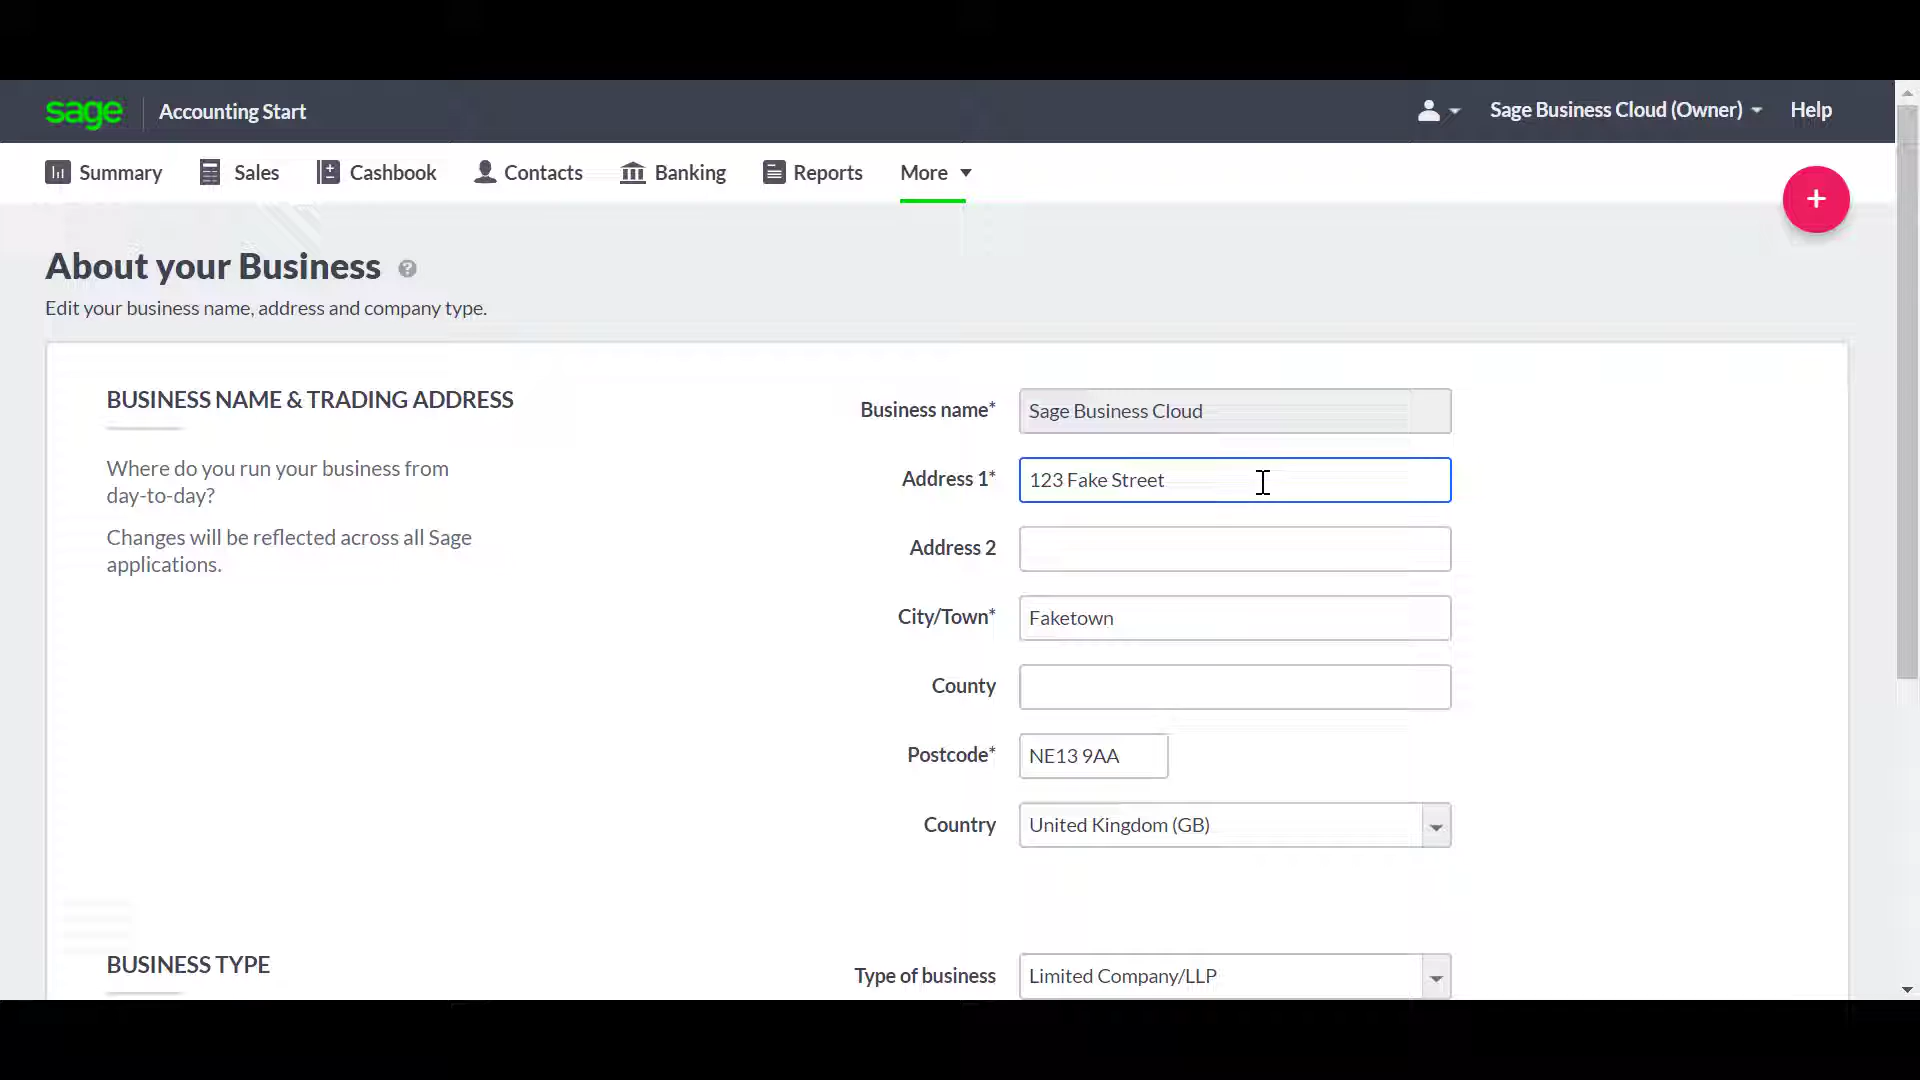 sage Accounting Start Sage Business Cloud (Owner) Help
Summary Sales Cashbook Contacts Banking Reports More
+
About your Business ?
Edit your business name, address and company type.
BUSINESS NAME & TRADING ADDRESS
Where do you run your business from
day-to-day?
Changes will be reflected across all Sage
applications.
Business name* Sage Business Cloud
Address 1* 123 Fake Street
Address 2
City/Town* Faketown
County
Postcode* NE13 9AA
Country United Kingdom (GB)
BUSINESS TYPE
Type of business Limited Company/LLP